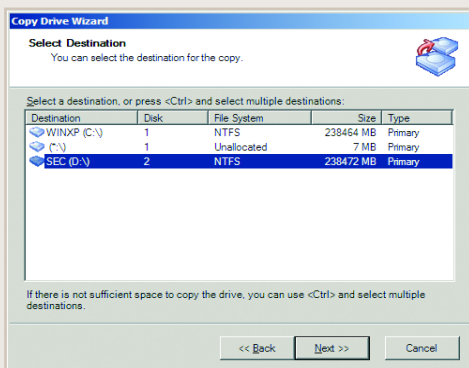 Copy Drive Wizard
Select Destination
You can select the destination for the copy.
Select a destination, or press <Ctrl> and select multiple destinations:
Destination Disk File System Size Type
WINXP (C:\) 1 NTFS 238464 MB Primary
(*:\) 1 Unallocated 7 MB Primary
SEC (D:\) 2 NTFS 238472 MB Primary
If there is not sufficient space to copy the drive, you can use <Ctrl> and select multiple
destinations.
<< Back Next >> Cancel